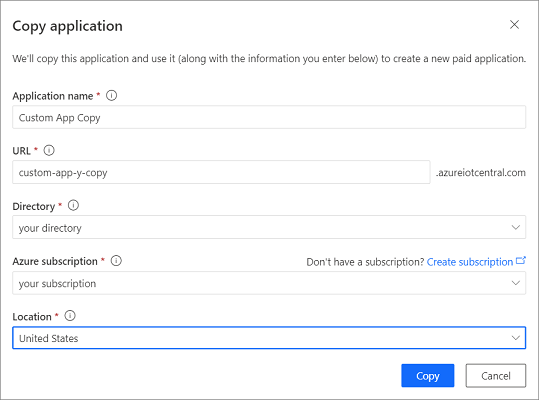 Copy application
We'll copy this application and use it (along with the information you enter below) to create a new paid application.
Application name *
Custom App Copy
URL *
custom-app-y-copy .azureiotcentral.com
Directory *
your directory
Azure subscription * Don't have a subscription? Create subscription
your subscription
Location *
United States
Copy Cancel